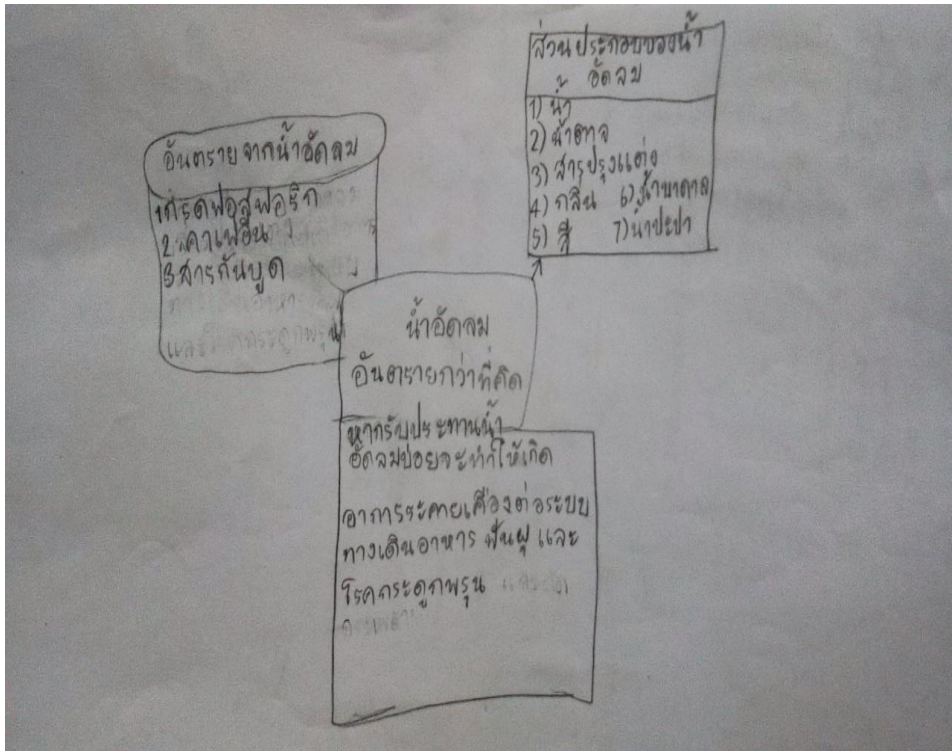 ส่วนประกอบของน้ำ
อัดลม
1) น้ำ
2) น้ำตาล
3) สารปรุงแต่ง
4) กลิ่น 6) น้ำบาดาล
5) สี 7) น้ำปะปา
อันตรายจากน้ำอัดลม
1กรดฟอสฟอริก
2 คาเฟอีน
3สารกันบูด
น้ำอัดลม
อันตรายกว่าที่คิด
หากรับประทานน้ำ
อัดลมบ่อยจะทำให้เกิด
อาการระคายเคืองต่อระบบ
ทางเดินอาหาร ฟันผุ และ
โรคกระดูกพรุน